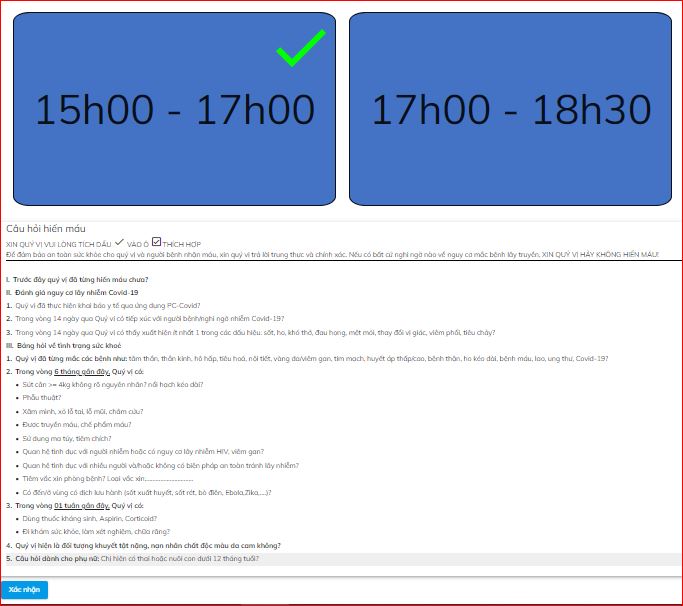 15h00 - 17h00
17h00 - 18h30
Câu hỏi hiến máu
XIN QUÝ VỊ VUI LÒNG TÍCH DẤU VÀO Ô THÍCH HỢP
Để đảm bảo an toàn sức khỏe cho quý vị và người bệnh nhận máu, xin quý vị trả lời trung thực và chính xác. Nếu có bất cứ nghi ngờ nào về nguy cơ mắc bệnh lây truyền, XIN QUÝ VỊ HÃY KHÔNG HIẾN MÁU!
I. Trước đây quý vị đã từng hiến máu chưa?
II. Đánh giá nguy cơ lây nhiễm Covid-19
1. Quý vị đã thực hiện khai báo y tế qua ứng dụng PC-Covid?
2. Trong vòng 14 ngày qua Quý vị có tiếp xúc với người bệnh/nghi ngờ nhiễm Covid-19?
3. Trong vòng 14 ngày qua Quý vị có thấy xuất hiện ít nhất 1 trong các dấu hiệu: sốt, ho, khó thở, đau họng, mệt mỏi, thay đổi vị giác, viêm phổi, tiêu chảy?
III. Bảng hỏi về tình trạng sức khoẻ
1. Quý vị đã từng mắc các bệnh như: tâm thần, thần kinh, hô hấp, tiêu hoá, nội tiết, vàng da/viêm gan, tim mạch, huyết áp thấp/cao, bệnh thận, ho kéo dài, bệnh máu, lao, ung thư, Covid-19?
2. Trong vòng 6 tháng gần đây, Quý vị có:
• Sút cân >= 4kg không rõ nguyên nhân? nổi hạch kéo dài?
• Phẫu thuật?
• Xăm mình, xỏ lỗ tai, lỗ mũi, châm cứu?
• Được truyền máu, chế phẩm máu?
• Sử dụng ma túy, tiêm chích?
• Quan hệ tình dục với người nhiễm hoặc có nguy cơ lây nhiễm HIV, viêm gan?
• Quan hệ tình dục với nhiều người và/hoặc không có biện pháp an toàn tránh lây nhiễm?
• Tiêm vắc xin phòng bệnh? Loại vắc xin:........................
• Có đến/ở vùng có dịch lưu hành (sốt xuất huyết, sốt rét, bò điên, Ebola,Zika,...)?
3. Trong vòng 01 tuần gần đây, Quý vị có:
• Dùng thuốc kháng sinh, Aspirin, Corticoid?
• Đi khám sức khỏe, làm xét nghiệm, chữa răng?
4. Quý vị hiện là đối tượng khuyết tật nặng, nạn nhân chất độc màu da cam không?
5. Câu hỏi dành cho phụ nữ: Chị hiện có thai hoặc nuôi con dưới 12 tháng tuổi?
Xác nhận